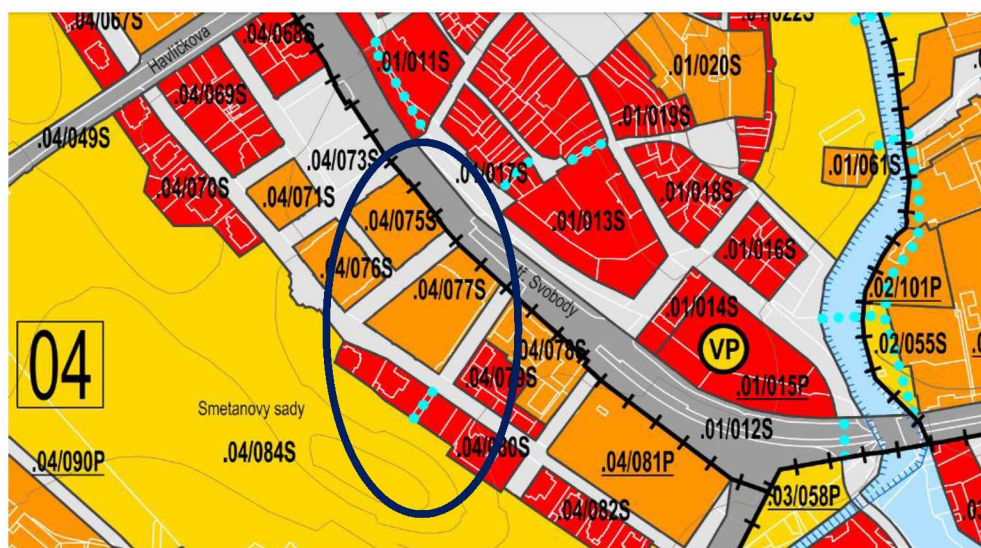 .04/067S
.01/022S
Havlíčkova
.04/068S
.01/011S
.01/020S
.04/069S
.01/019S
.04/049S
.04/073S
.01/017S
.01/061S
.04/070S
.04/071S
.01/018S
.04/075S
.01/013S
.01/016S
.04/076S
.04/077S
tř. Svobody
.02/101P
.01/014S
04
VP
.04/078S
.02/055S
.04/079S
.01/015P
Smetanovy sady
.01/012S
.04/084S
.04/080S
.04/090P
.04/081P
.03/058P
.04/082S